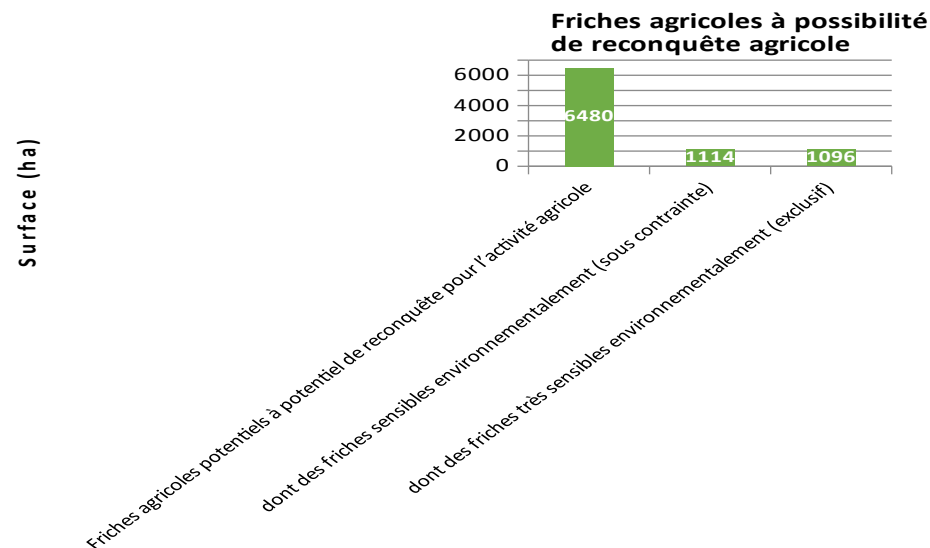 Friches agricoles à possibilité
de reconquête agricole
Surface (ha)
6000
4000
2000
0
6480
1114
1096
Friches agricoles potentiels à potentiel de reconquête pour l'activité agricole
dont des friches sensibles environnementalement (sous contrainte)
dont des friches très sensibles environnementalement (exclusif)